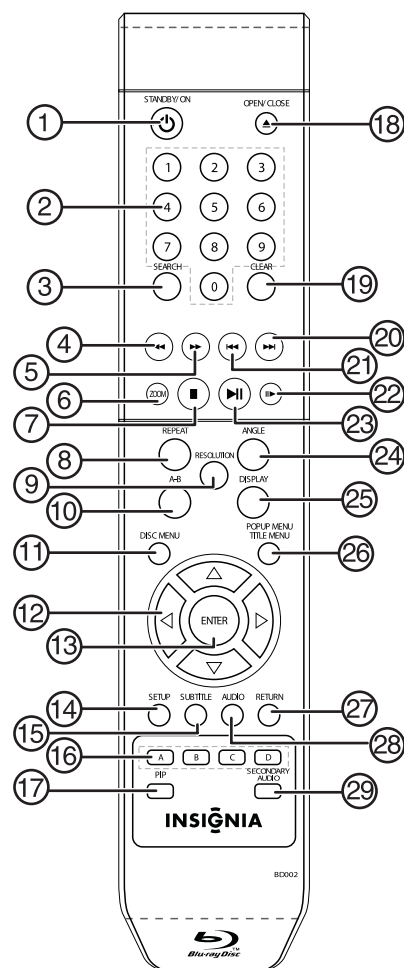 STANDBY/ON
OPEN/CLOSE
1
18
1 2 3
2
4 5 6
7 8 9
SEARCH CLEAR
3
0
19
4
20
5
21
6
ZOOM
22
7
23
REPEAT ANGLE
8
RESOLUTION
24
9
A-B DISPLAY
10
25
DISC MENU
POPUP MENU
TITLE MENU
11
26
12
ENTER
13
SETUP SUBTITLE AUDIO RETURN
14
27
15
28
16
A B C D
PIP
SECONDARY
AUDIO
17
29
INSIGNIA
BD002
Blu-ray Disc
TM